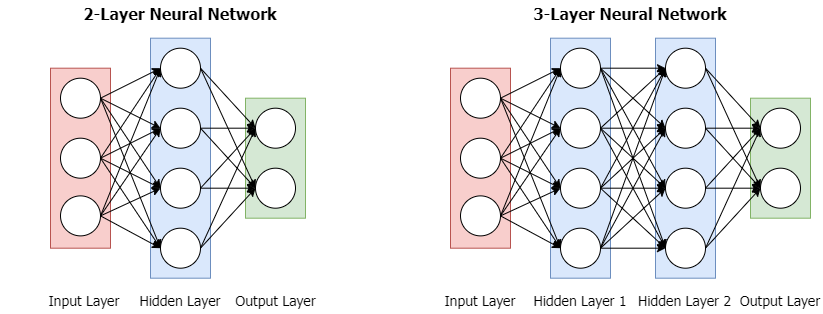 2-Layer Neural Network
Input Layer
Hidden Layer
Output Layer
3-Layer Neural Network
Input Layer
Hidden Layer 1
Hidden Layer 2
Output Layer